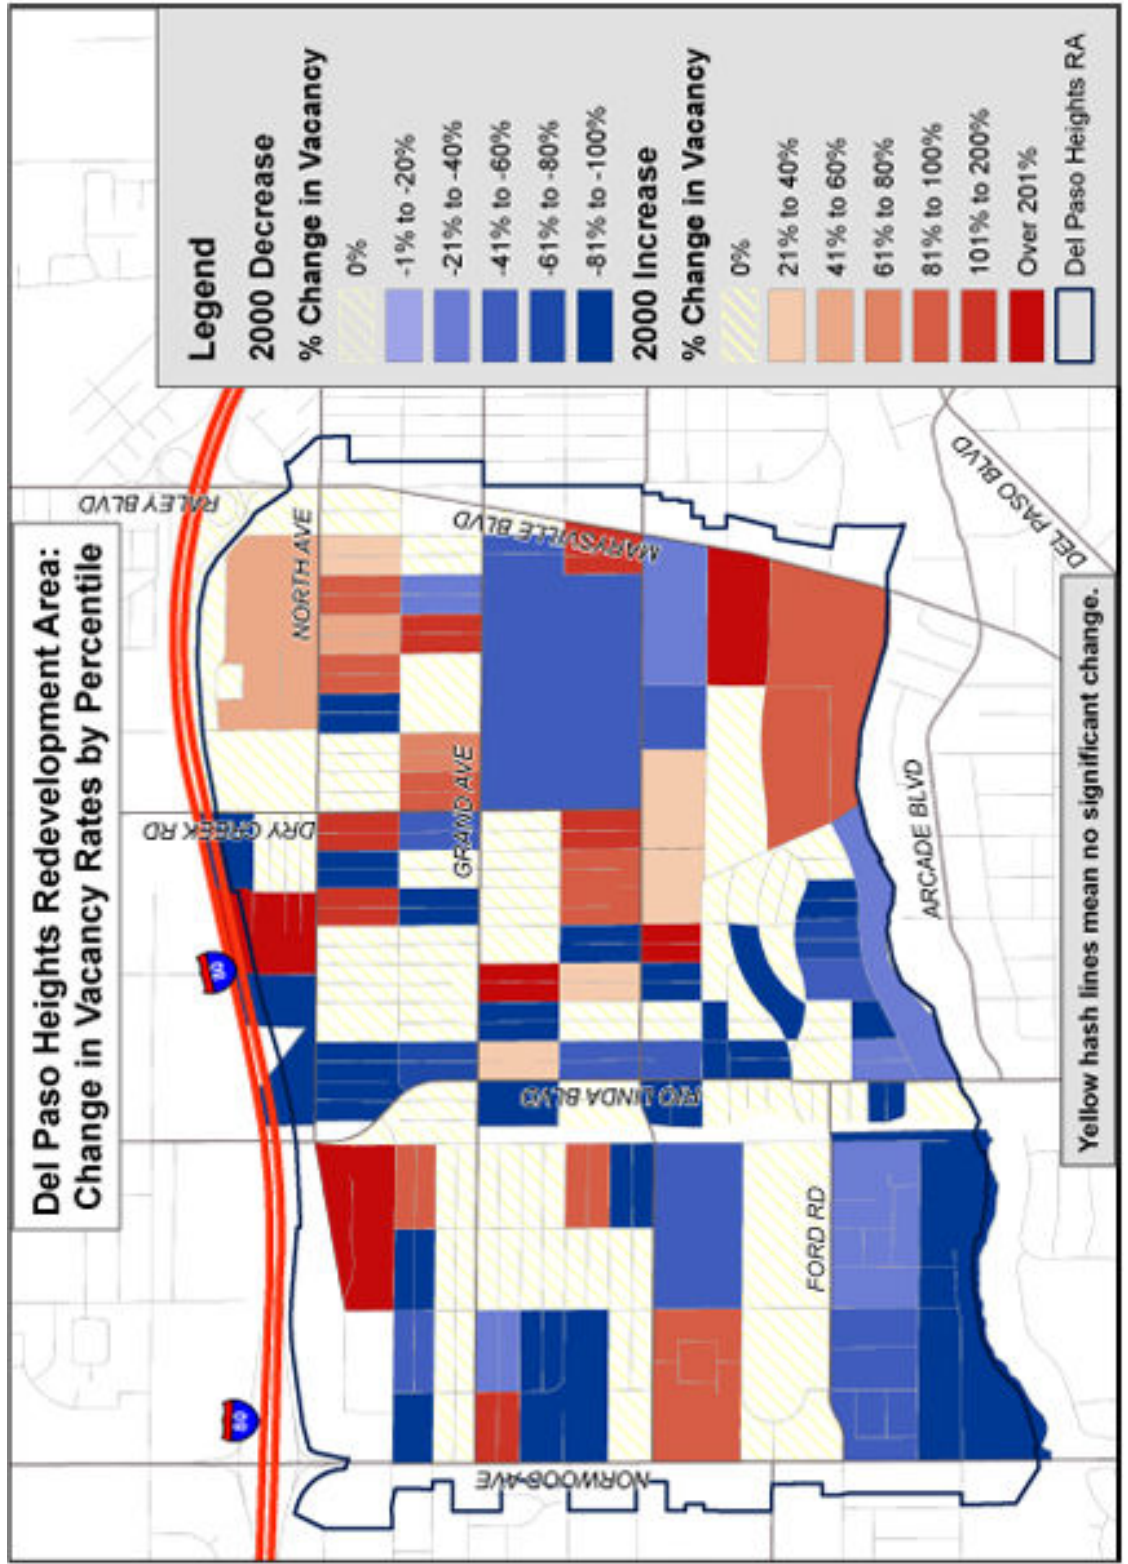 Del Paso Heights Redevelopment Area:
Change in Vacancy Rates by Percentile
80
80
RALEY BLVD
NORTH AVE
DRY CREEK RD
MARYSVILLE BLVD
GRAND AVE
RIO LINDA BLVD
NORWOOD AVE
FORD RD
ARCADE BLVD
DEL PASO BLVD
Legend
2000 Decrease
% Change in Vacancy
0%
-1% to -20%
-21% to -40%
-41% to -60%
-61% to -80%
-81% to -100%
2000 Increase
% Change in Vacancy
0%
21% to 40%
41% to 60%
61% to 80%
81% to 100%
101% to 200%
Over 201%
Del Paso Heights RA
Yellow hash lines mean no significant change.